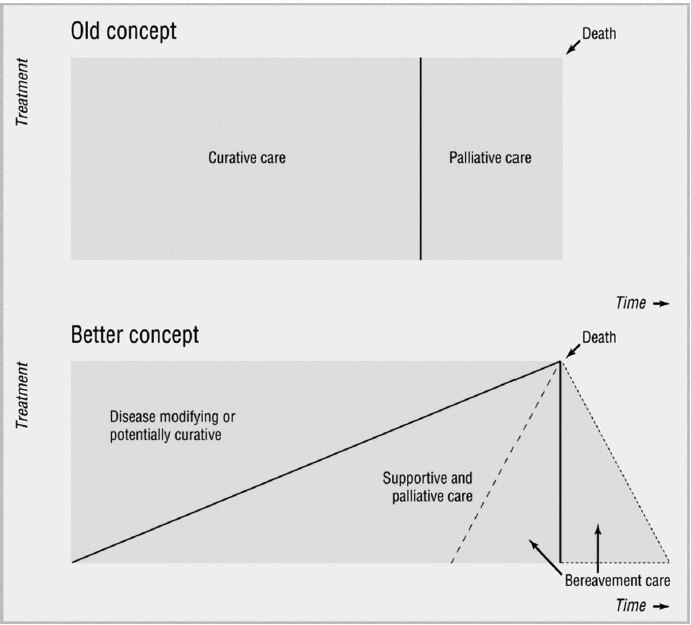 Old concept
Death
Treatment
Curative care
Palliative care
Time
Better concept
Death
Treatment
Disease modifying or
potentially curative
Supportive and
palliative care
Bereavement care
Time